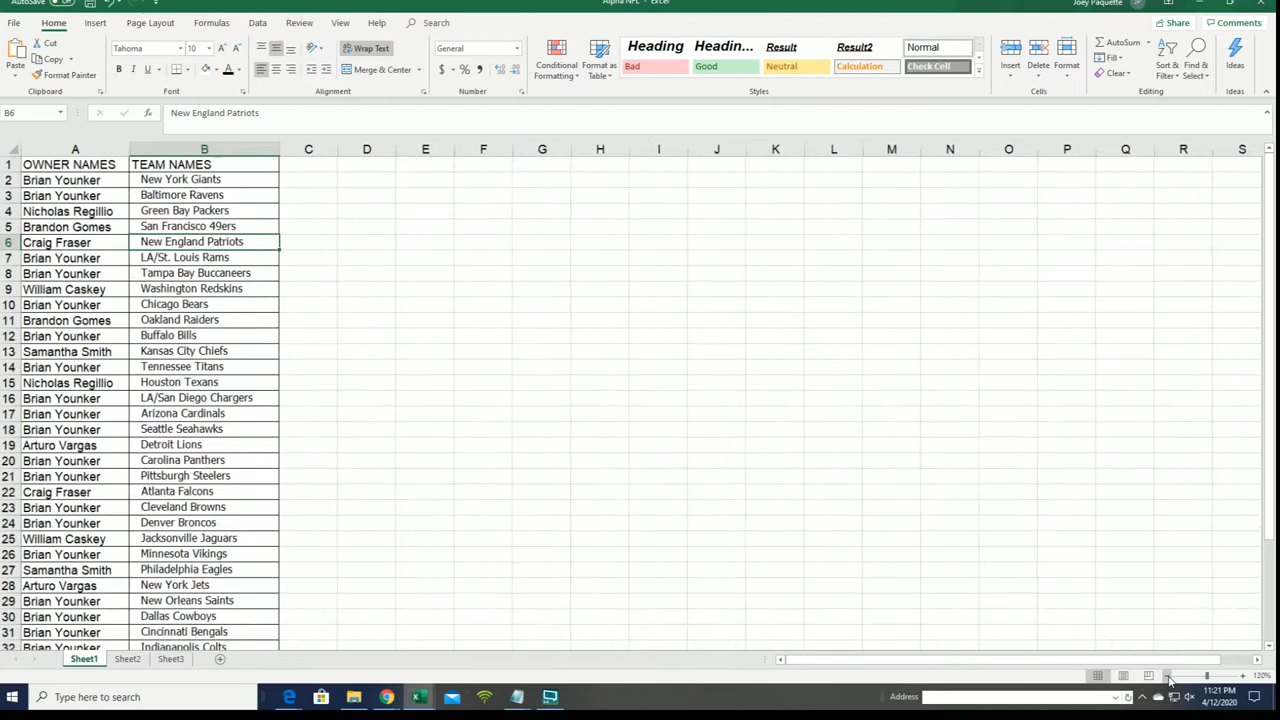 AutoSave
Alpha NFL - Excel
Joey Paquette
JP
File Home Insert Page Layout Formulas Data Review View Help Search
Share Comments
Paste
Cut
Copy
Format Painter
Clipboard
Tahoma 10
B I U
Font
Wrap Text
Merge & Center
Alignment
General
$ % ,
Number
Conditional Formatting
Format as Table
Heading Headin... Result Result2 Normal
Bad Good Neutral Calculation Check Cell
Styles
Insert Delete Format
Cells
AutoSum
Fill
Clear
Sort & Filter
Find & Select
Editing
Ideas
Ideas
B6 fx New England Patriots
A B C D E F G H I J K L M N O P Q R S
1 OWNER NAMES TEAM NAMES
2 Brian Younker New York Giants
3 Brian Younker Baltimore Ravens
4 Nicholas Regillio Green Bay Packers
5 Brandon Gomes San Francisco 49ers
6 Craig Fraser New England Patriots
7 Brian Younker LA/St. Louis Rams
8 Brian Younker Tampa Bay Buccaneers
9 William Caskey Washington Redskins
10 Brian Younker Chicago Bears
11 Brandon Gomes Oakland Raiders
12 Brian Younker Buffalo Bills
13 Samantha Smith Kansas City Chiefs
14 Brian Younker Tennessee Titans
15 Nicholas Regillio Houston Texans
16 Brian Younker LA/San Diego Chargers
17 Brian Younker Arizona Cardinals
18 Brian Younker Seattle Seahawks
19 Arturo Vargas Detroit Lions
20 Brian Younker Carolina Panthers
21 Brian Younker Pittsburgh Steelers
22 Craig Fraser Atlanta Falcons
23 Brian Younker Cleveland Browns
24 Brian Younker Denver Broncos
25 William Caskey Jacksonville Jaguars
26 Brian Younker Minnesota Vikings
27 Samantha Smith Philadelphia Eagles
28 Arturo Vargas New York Jets
29 Brian Younker New Orleans Saints
30 Brian Younker Dallas Cowboys
31 Brian Younker Cincinnati Bengals
32 Brian Younker Indianapolis Colts
Sheet1 Sheet2 Sheet3
120%
Type here to search
Address
11:21 PM
4/12/2020